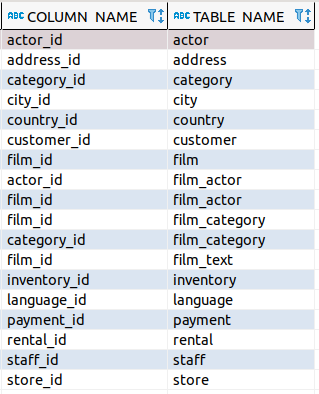 ABC COLUMN_NAME ABC TABLE_NAME
actor_id actor
address_id address
category_id category
city_id city
country_id country
customer_id customer
film_id film
actor_id film_actor
film_id film_actor
film_id film_category
category_id film_category
film_id film_text
inventory_id inventory
language_id language
payment_id payment
rental_id rental
staff_id staff
store_id store